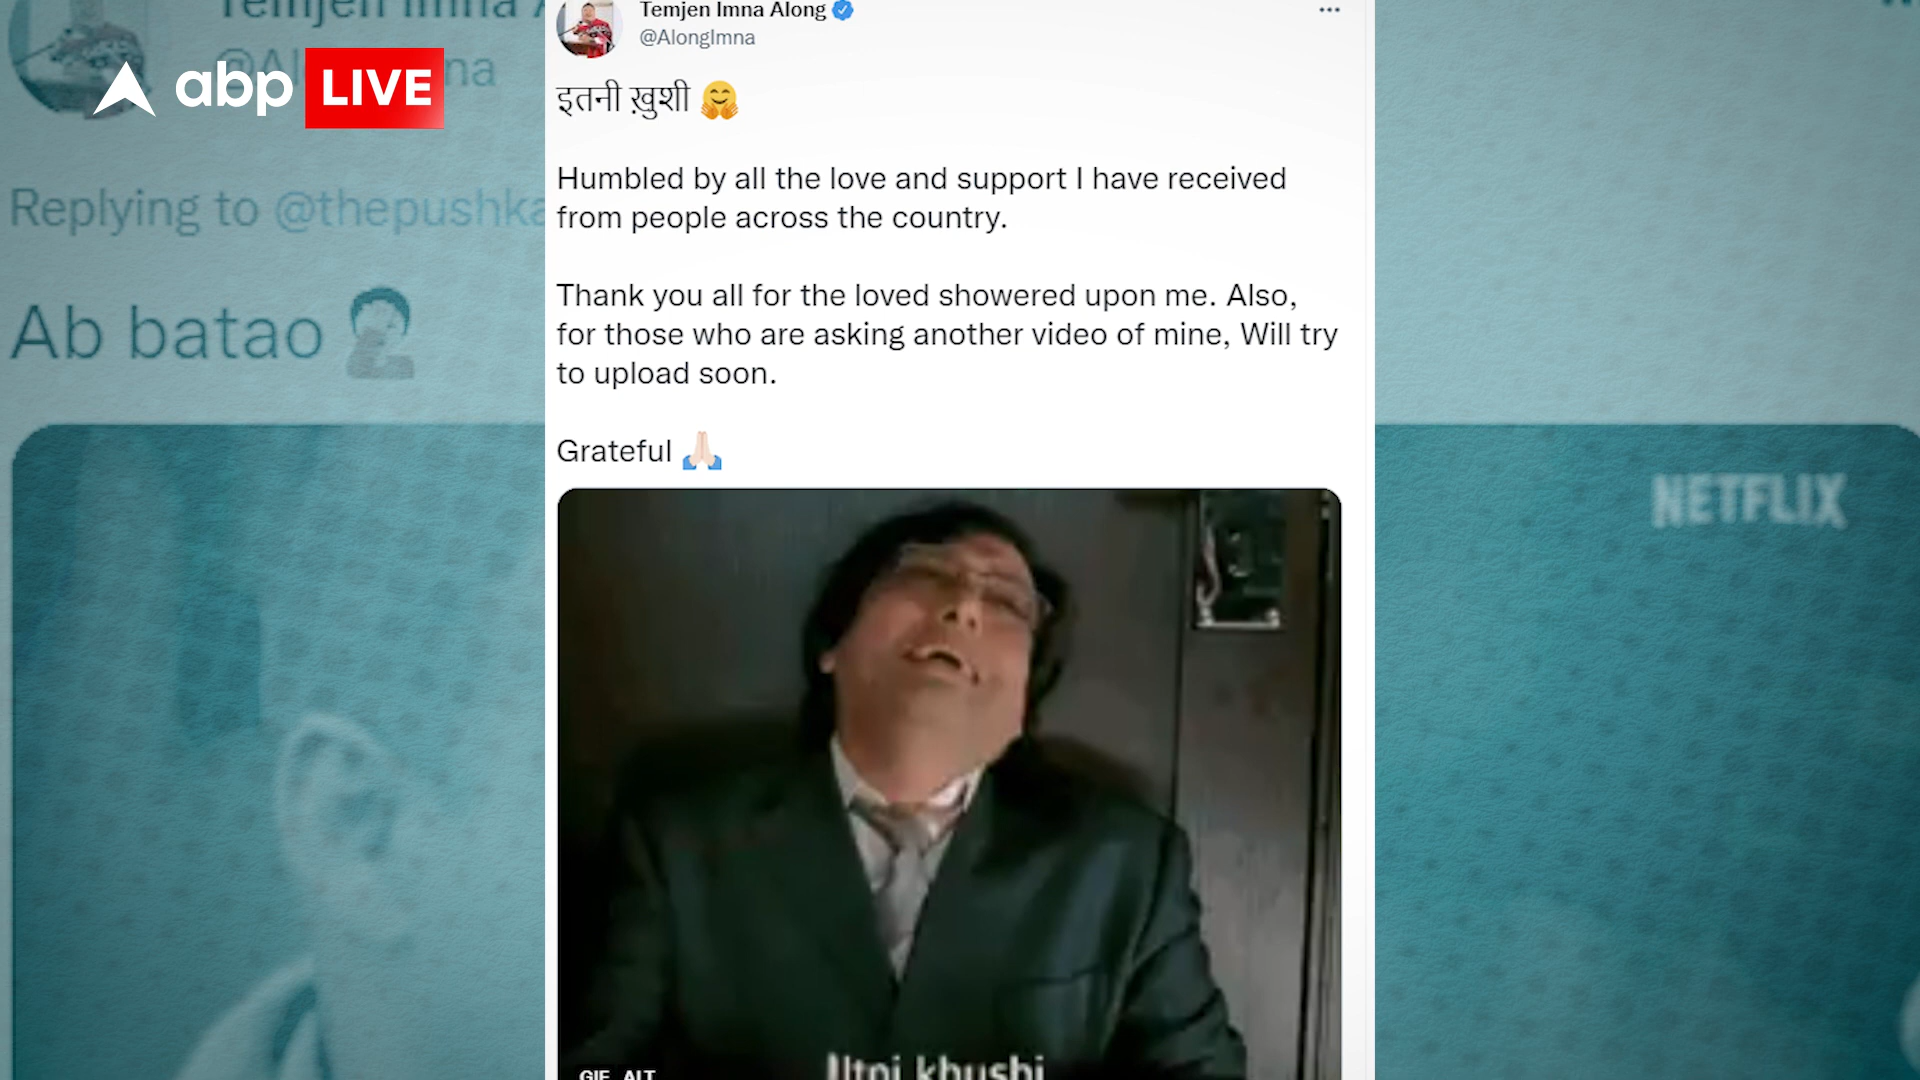 Temjen Imna Along
@AlongImna
abp LIVE
इतनी ख़ुशी 🤗
Humbled by all the love and support I have received
from people across the country.
Thank you all for the loved showered upon me. Also,
for those who are asking another video of mine, Will try
to upload soon.
Grateful 🙏🏻
Replying to @thepushka
Ab batao
NETFLIX
GIF ALT
Itni khushi